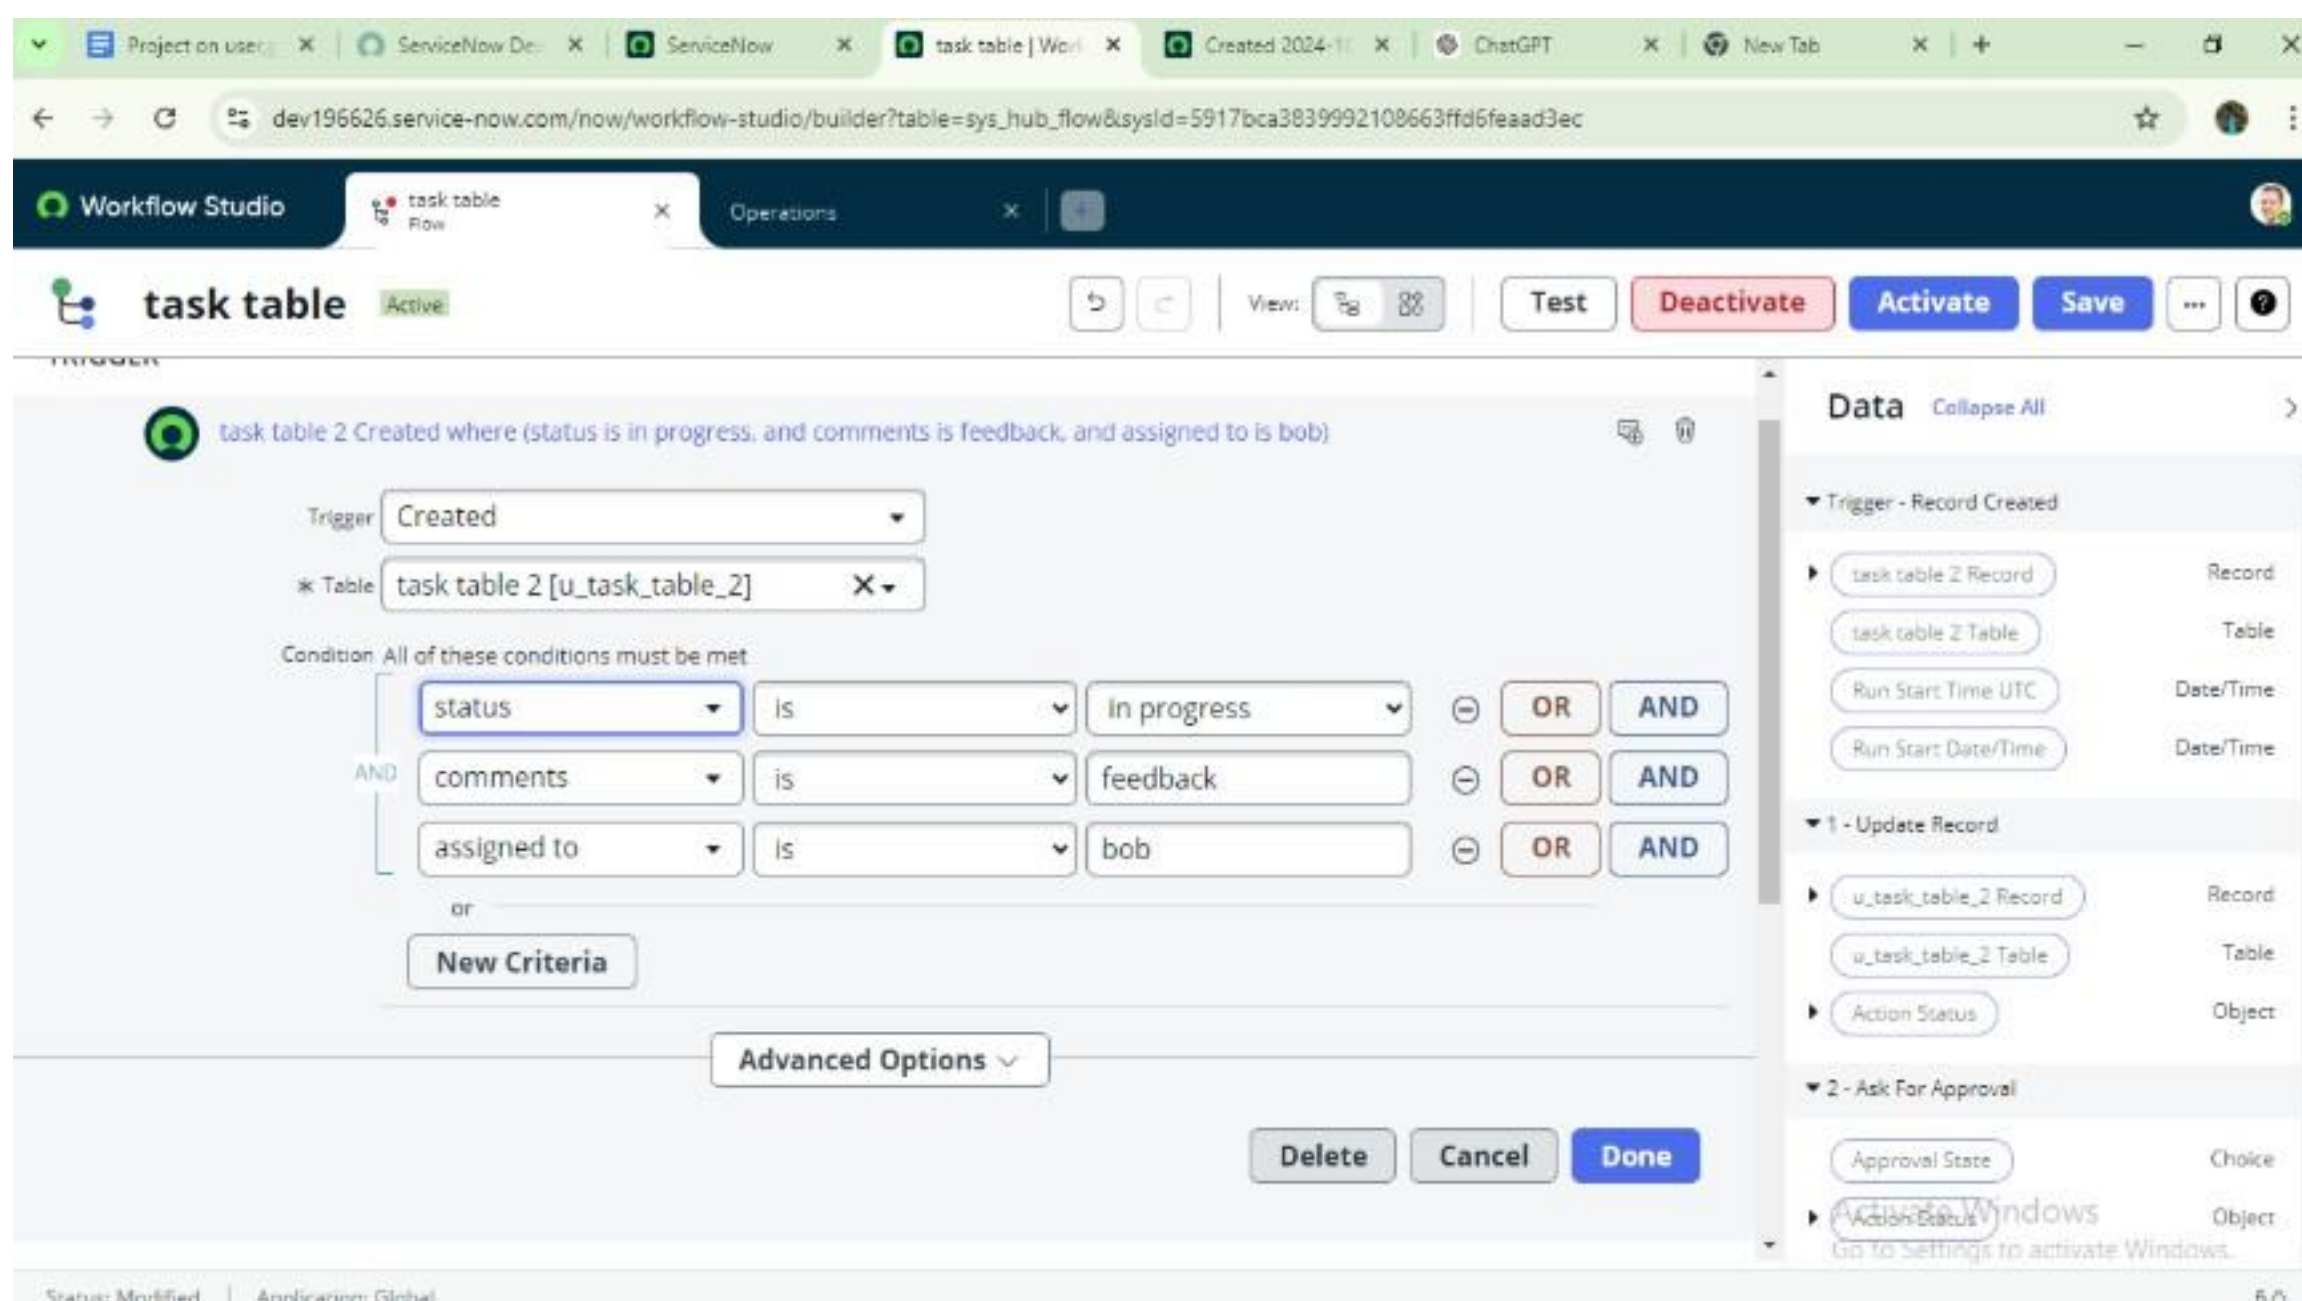 Project on user
ServiceNow De
ServiceNow
task table | Wor
Created 2024-1
ChatGPT
New Tab
dev196626.service-now.com/now/workflow-studio/builder?table=sys_hub_flow&sysId=5917bca3839992108663ffd6feaad3ec
Workflow Studio
task table
Flow
Operations
task table
Active
View:
Test
Deactivate
Activate
Save
TRIGGER
task table 2 Created where (status is in progress, and comments is feedback, and assigned to is bob)
Trigger
Created
* Table
task table 2 [u_task_table_2]
Condition All of these conditions must be met
status is in progress OR AND
AND
comments is feedback OR AND
assigned to is bob OR AND
or
New Criteria
Advanced Options
Delete Cancel Done
Data Collapse All
Trigger - Record Created
task table 2 Record Record
task table 2 Table Table
Run Start Time UTC Date/Time
Run Start Date/Time Date/Time
1 - Update Record
u_task_table_2 Record Record
u_task_table_2 Table Table
Action Status Object
2 - Ask For Approval
Approval State Choice
Action Status Object
Activate Windows
Go to Settings to activate Windows.
Status: Modified | Application: Global